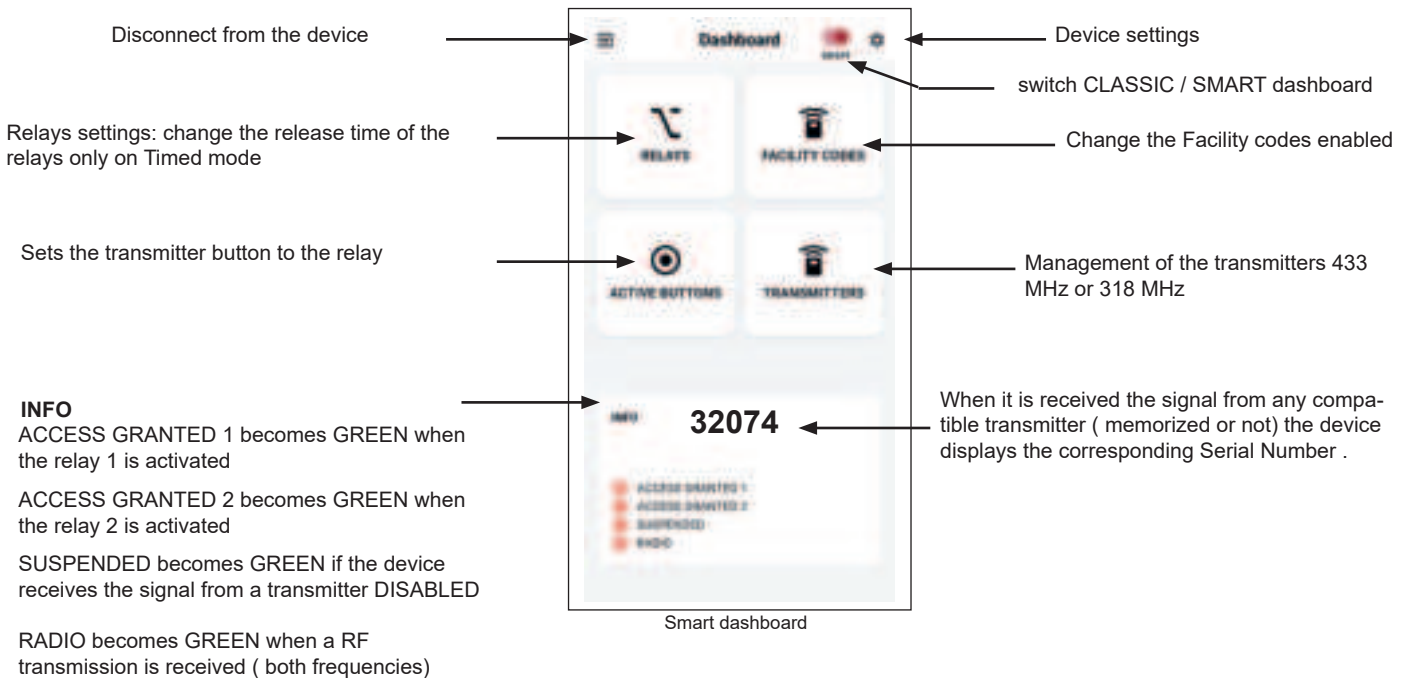 Disconnect from the device
Relays settings: change the release time of the
relays only on Timed mode
Sets the transmitter button to the relay
INFO
ACCESS GRANTED 1 becomes GREEN when
the relay 1 is activated
ACCESS GRANTED 2 becomes GREEN when
the relay 2 is activated
SUSPENDED becomes GREEN if the device
receives the signal from a transmitter DISABLED
RADIO becomes GREEN when a RF
transmission is received ( both frequencies)
Dashboard
SMART
RELAYS
FACILITY CODES
ACTIVE BUTTONS
TRANSMITTERS
INFO
32074
ACCESS GRANTED 1
ACCESS GRANTED 2
SUSPENDED
RADIO
Smart dashboard
Device settings
switch CLASSIC / SMART dashboard
Change the Facility codes enabled
Management of the transmitters 433
MHz or 318 MHz
When it is received the signal from any compa-
tible transmitter ( memorized or not) the device
displays the corresponding Serial Number .